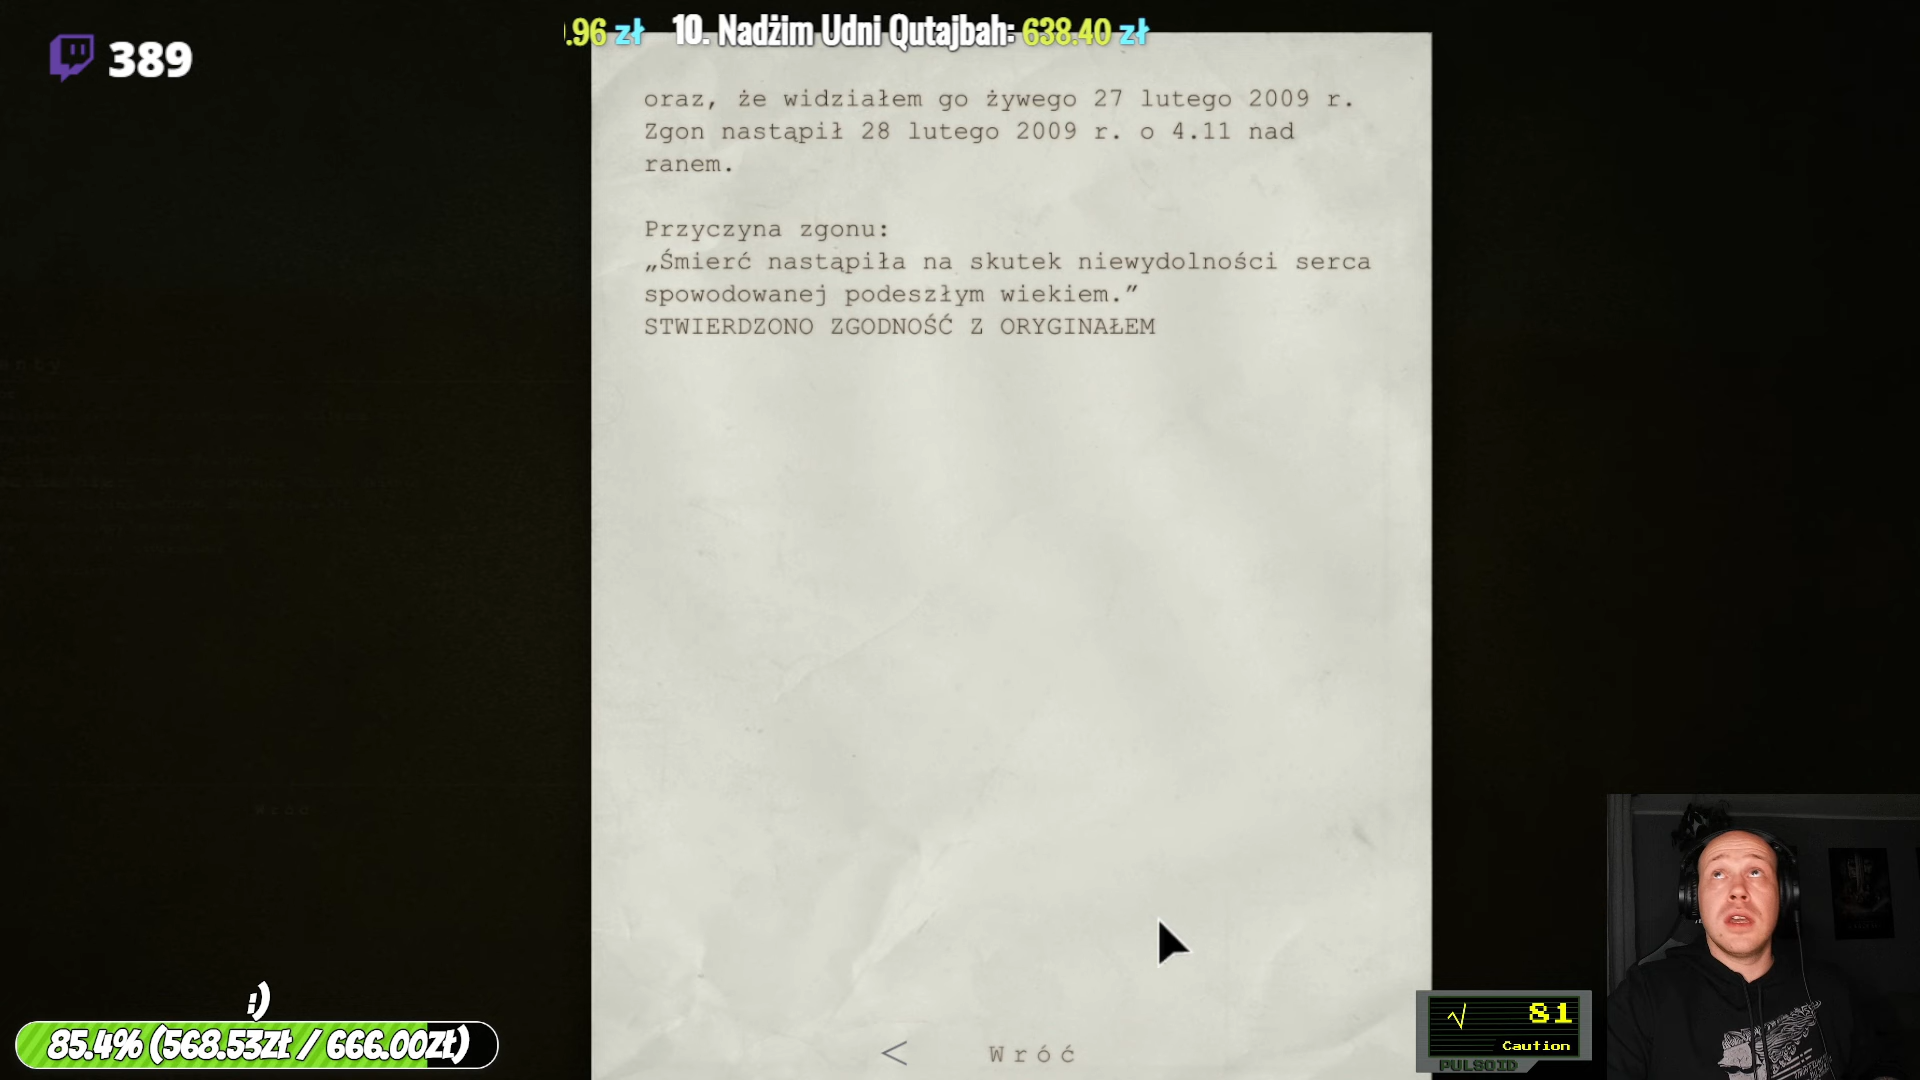 .96 zł 10. Nadżim Udni Qutajbah: 638.40 zł
389
oraz, że widziałem go żywego 27 lutego 2009 r.
Zgon nastąpił 28 lutego 2009 r. o 4.11 nad
ranem.
Przyczyna zgonu:
„Śmierć nastąpiła na skutek niewydolności serca
spowodowanej podeszłym wiekiem.”
STWIERDZONO ZGODNOŚĆ Z ORYGINAŁEM
Wróć
;)
85.4% (568.53zł / 666.00zł)
< Wróć
81
Caution
PULSOID